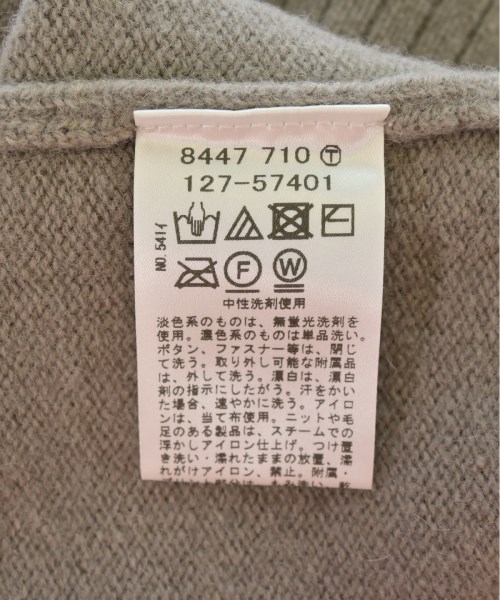 8447 710 Ⓣ
127-57401
NO.541イ
F W
中性洗剤使用
淡色系のものは、無蛍光洗剤を
使用。濃色系のものは単品洗い。
ボタン、ファスナー等は、閉じ
て洗う。取り外し可能な附属品
は、外して洗う。漂白は、漂白
剤の指示にしたがう。汗をかい
た場合、速やかに洗う。アイロ
ンは、当て布使用。ニットや毛
足のある製品は、スチームでの
浮かしアイロン仕上げ。つけ置
き洗い・濡れたままの放置、濡
れがけアイロン、禁止。附属・